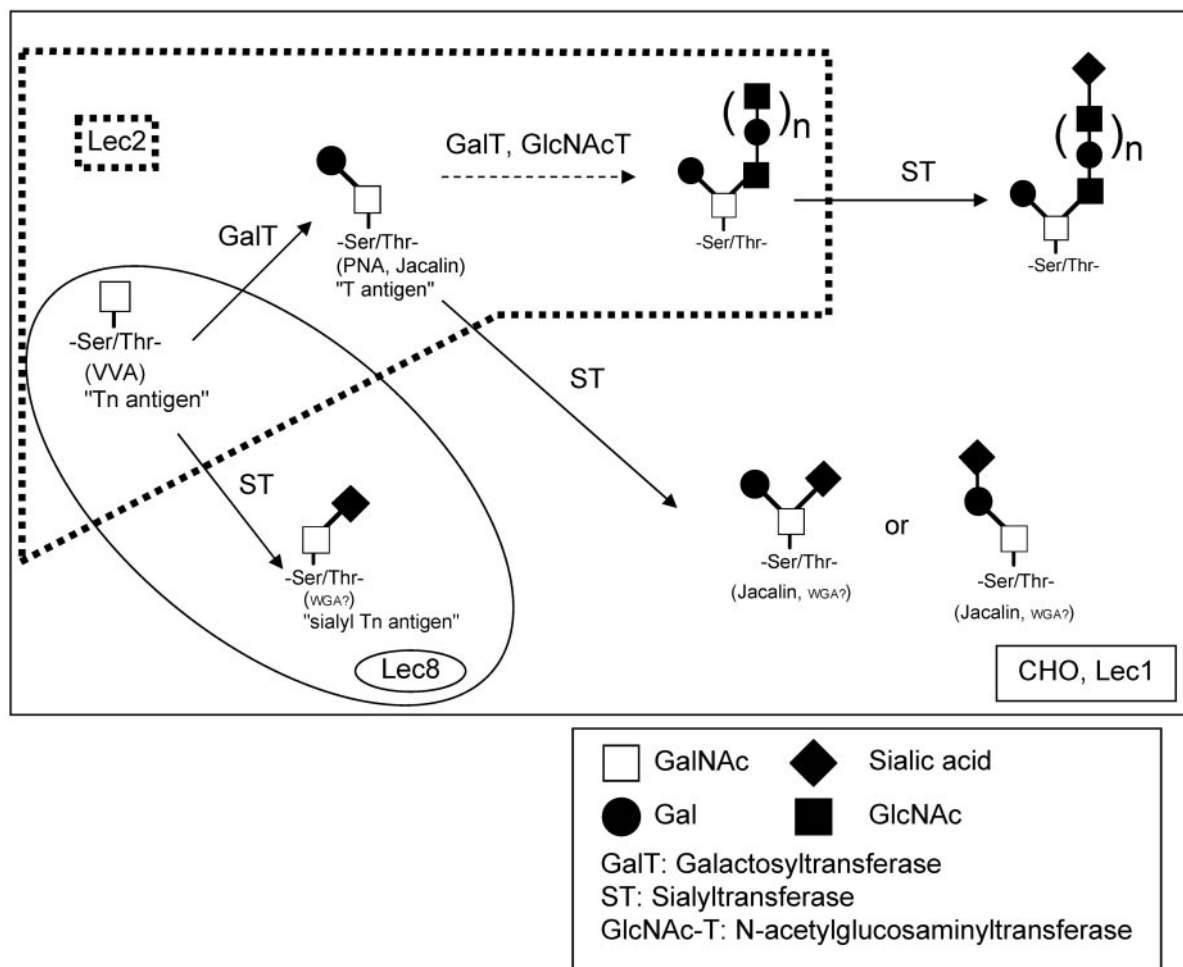 Lec2
GalT, GlcNAcT
( )n
( )n
ST
-Ser/Thr-
-Ser/Thr-
-Ser/Thr-
(PNA, Jacalin)
"T antigen"
GalT
-Ser/Thr-
(VVA)
"Tn antigen"
ST
ST
-Ser/Thr-
(WGA?)
"sialyl Tn antigen"
Lec8
or
-Ser/Thr-
(Jacalin, WGA?)
-Ser/Thr-
(Jacalin, WGA?)
CHO, Lec1
GalNAc
Sialic acid
Gal
GlcNAc
GalT: Galactosyltransferase
ST: Sialyltransferase
GlcNAc-T: N-acetylglucosaminyltransferase